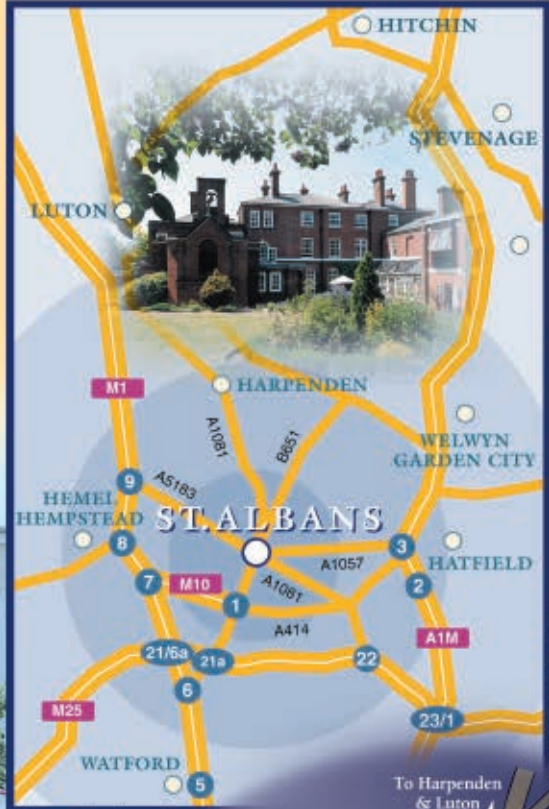 HITCHIN
STEVENAGE
LUTON
M1
HARPENDEN
A1081
B651
WELWYN
GARDEN CITY
9
A5183
HEMEL
HEMPSTEAD
ST.ALBANS
8
3
A1057
HATFIELD
7
M10
A1081
2
1
A414
A1M
21/6a
21a
22
6
M25
23/1
WATFORD
5
To Harpenden
& Luton